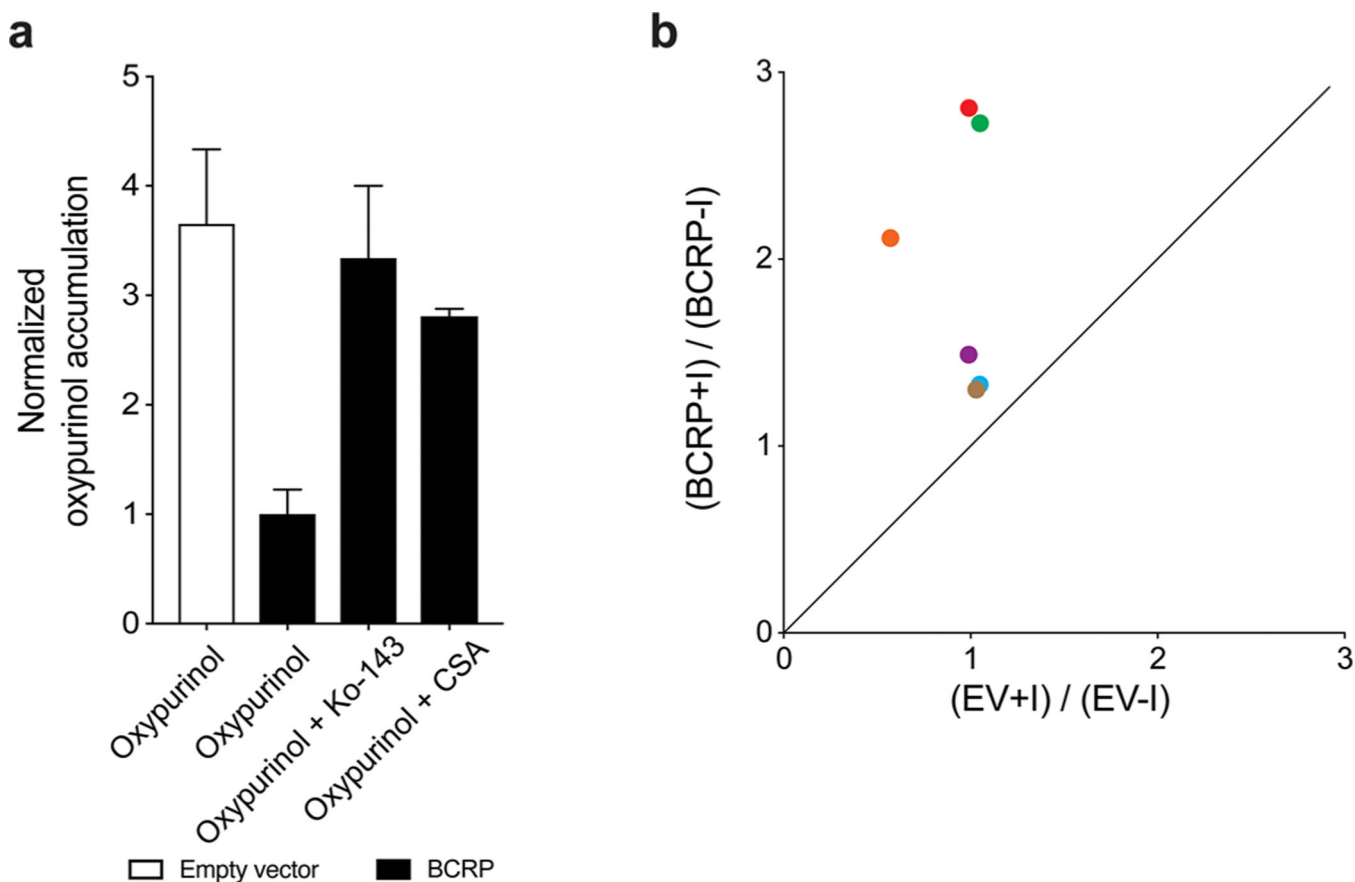 a
Normalized
oxypurinol accumulation
5
4
3
2
1
0
Oxypurinol
Oxypurinol
Oxypurinol + Ko-143
Oxypurinol + CSA
Empty vector
BCRP
b
(BCRP+I) / (BCRP-I)
3
2
1
0
0
1
2
3
(EV+I) / (EV-I)